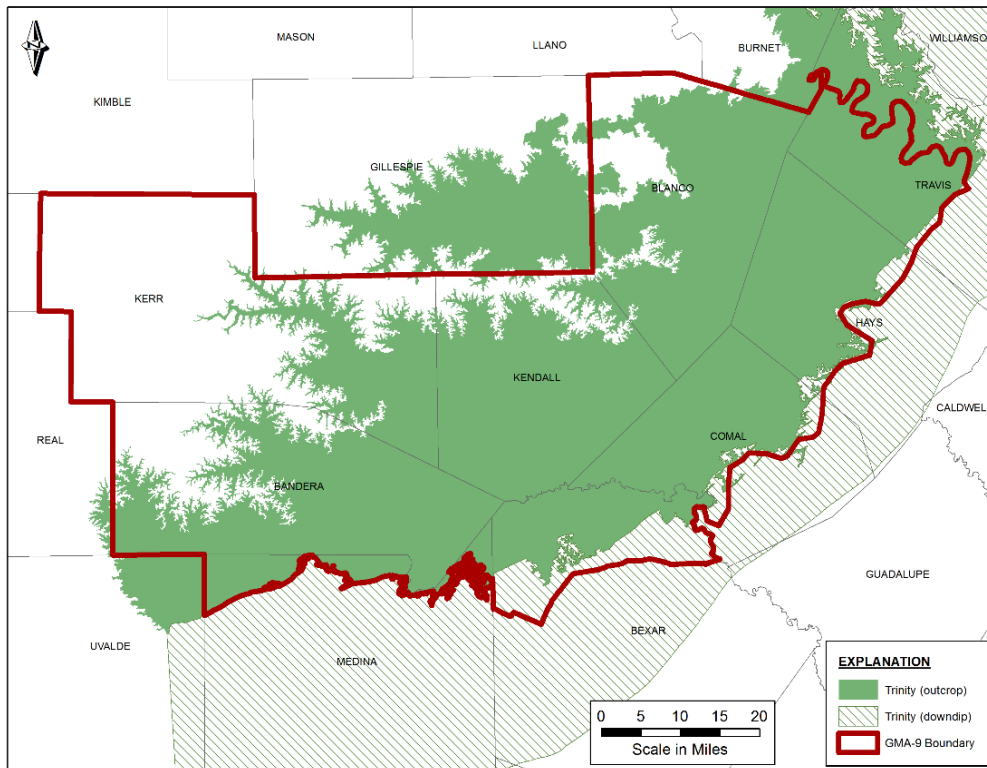 MASON
LLANO
BURNET
WILLIAMSON
KIMBLE
GILLESPIE
BLANCO
TRAVIS
KERR
HAYS
KENDALL
CALDWELL
REAL
COMAL
BANDERA
GUADALUPE
BEXAR
UVALDE
MEDINA
EXPLANATION
Trinity (outcrop)
Trinity (downdip)
GMA-9 Boundary
0 5 10 15 20
Scale in Miles
N